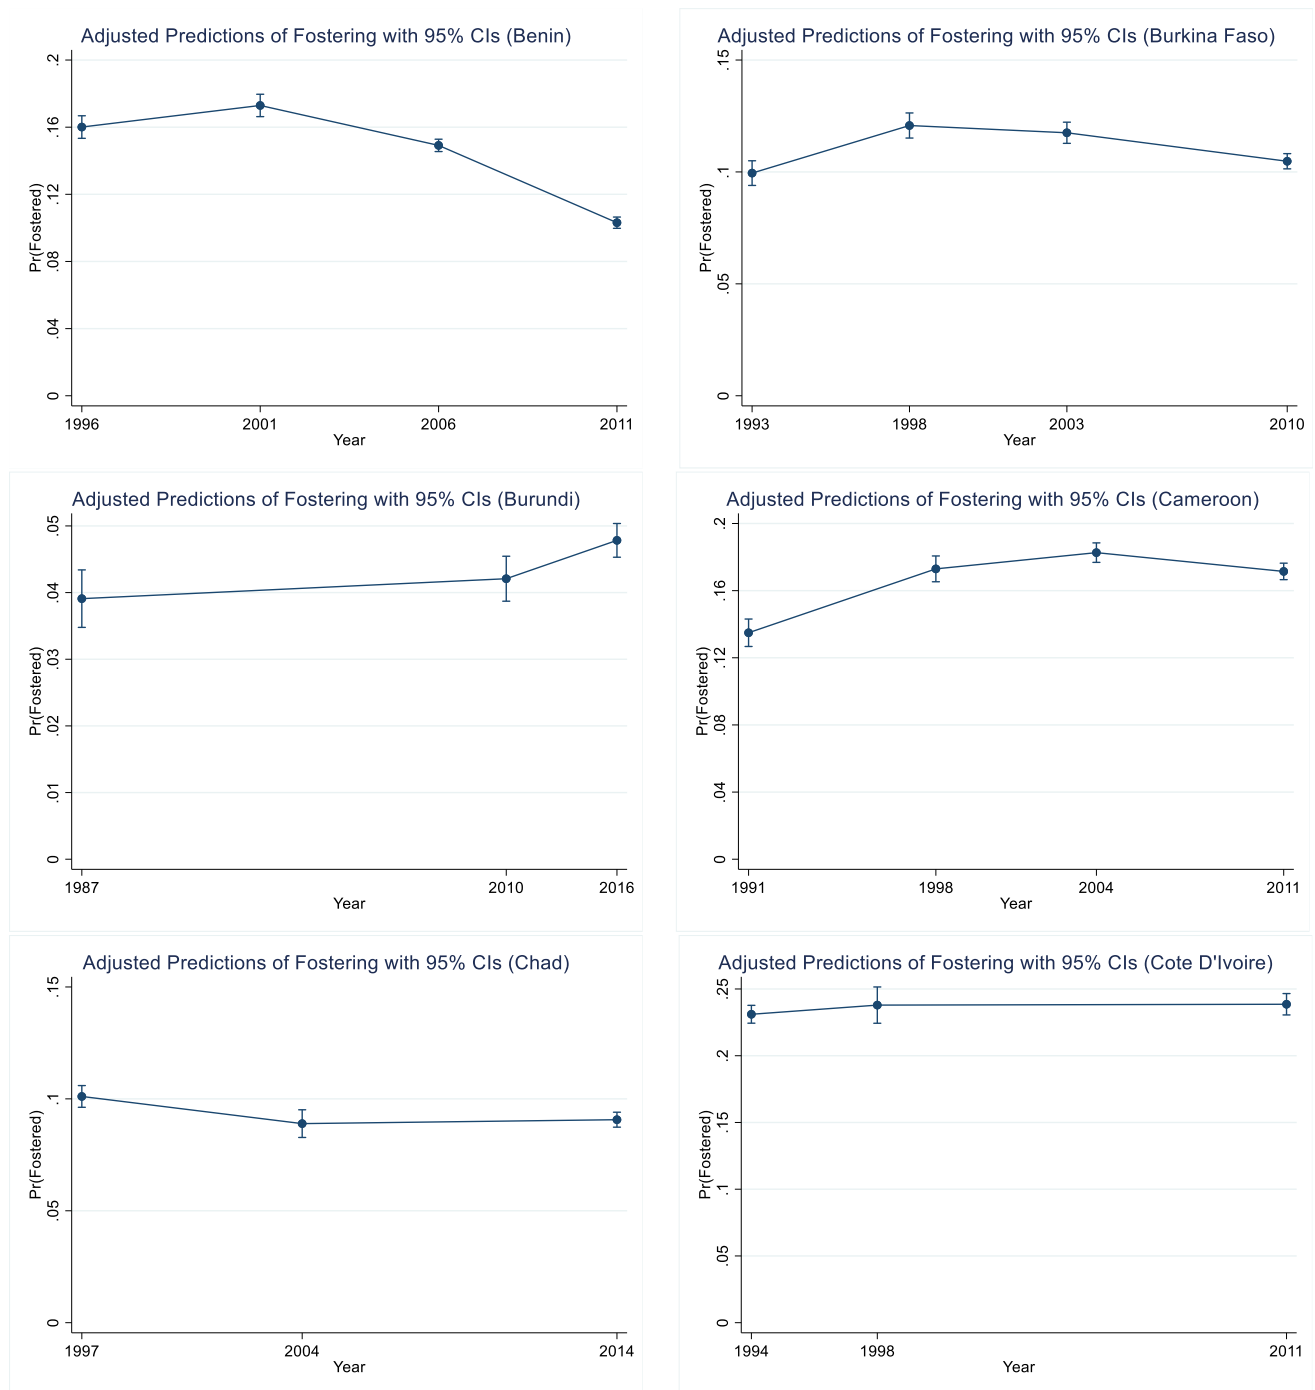 Adjusted Predictions of Fostering with 95% CIs (Benin)
Pr(Fostered)
.2
.16
.12
.08
.04
0
1996 2001 2006 2011
Year
Adjusted Predictions of Fostering with 95% CIs (Burkina Faso)
Pr(Fostered)
.15
.1
.05
0
1993 1998 2003 2010
Year
Adjusted Predictions of Fostering with 95% CIs (Burundi)
Pr(Fostered)
.05
.04
.03
.02
.01
0
1987 2010 2016
Year
Adjusted Predictions of Fostering with 95% CIs (Cameroon)
Pr(Fostered)
.2
.16
.12
.08
.04
0
1991 1998 2004 2011
Year
Adjusted Predictions of Fostering with 95% CIs (Chad)
Pr(Fostered)
.15
.1
.05
0
1997 2004 2014
Year
Adjusted Predictions of Fostering with 95% CIs (Cote D'Ivoire)
Pr(Fostered)
.25
.2
.15
.1
.05
0
1994 1998 2011
Year